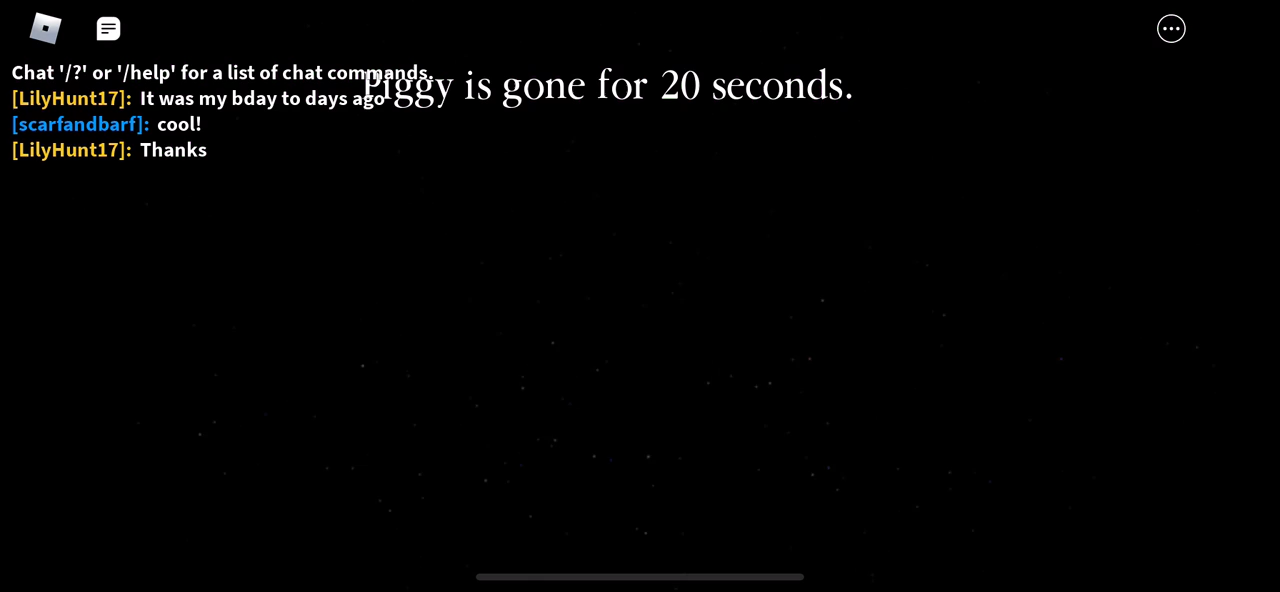 Chat '/?' or '/help' for a list of chat commands.
Piggy is gone for 20 seconds.
[LilyHunt17]: It was my bday to days ago
[scarfandbarf]: cool!
[LilyHunt17]: Thanks